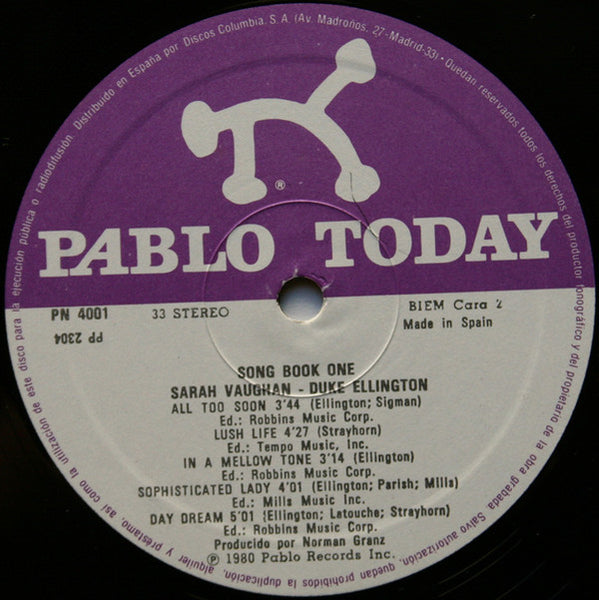 Distribuido en España por Discos Columbia, S. A. (Av. Madroños, 27-Madrid-33) • Quedan reservados todos los derechos del productor fonográfico y del propietario de la obra grabada. Salvo autorización, quedan prohibidos la duplicación, alquiler y préstamo, así como la utilización de este disco para la ejecución pública o radiodifusión.
®
PABLO TODAY
PN 4001
33 STEREO
BIEM Cara 2
Made in Spain
PP 2304
SONG BOOK ONE
SARAH VAUGHAN - DUKE ELLINGTON
ALL TOO SOON 3'44 (Ellington; Sigman)
Ed.: Robbins Music Corp.
LUSH LIFE 4'27 (Strayhorn)
Ed.: Tempo Music, Inc.
IN A MELLOW TONE 3'14 (Ellington)
Ed.: Robbins Music Corp.
SOPHISTICATED LADY 4'01 (Ellington; Parish; Mills)
Ed.: Mills Music Inc.
DAY DREAM 5'01 (Ellington; Latouche; Strayhorn)
Ed.: Robbins Music Corp.
Producido por Norman Granz
℗ 1980 Pablo Records Inc.